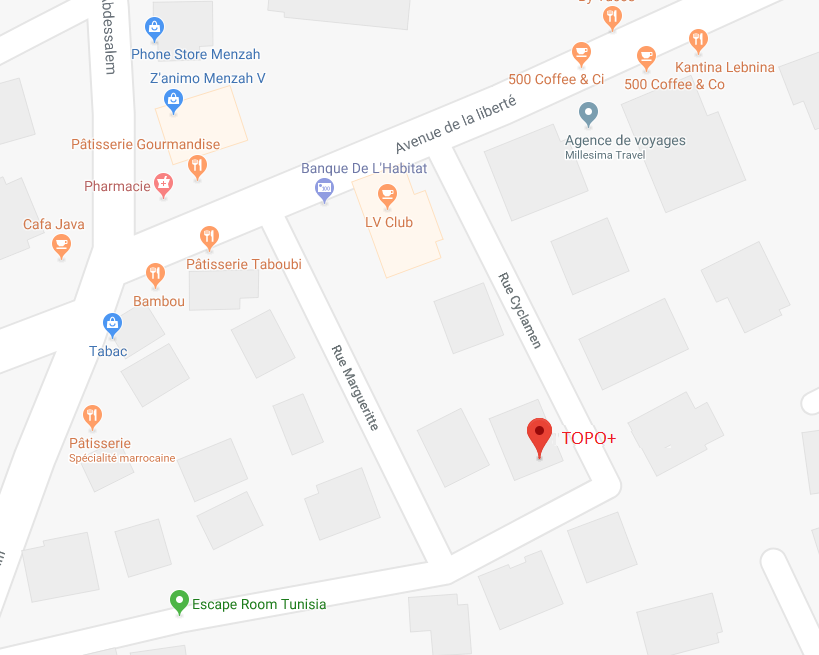 By Tacos
Abdessalem
Phone Store Menzah
Z'animo Menzah V
500 Coffee & Ci
Kantina Lebnina
500 Coffee & Co
Avenue de la liberté
Pâtisserie Gourmandise
Agence de voyages
Millesima Travel
Banque De L'Habitat
Pharmacie
LV Club
Cafa Java
Pâtisserie Taboubi
Bambou
Rue Cyclamen
Tabac
Rue Margueritte
Pâtisserie
Spécialité marrocaine
TOPO+
Escape Room Tunisia